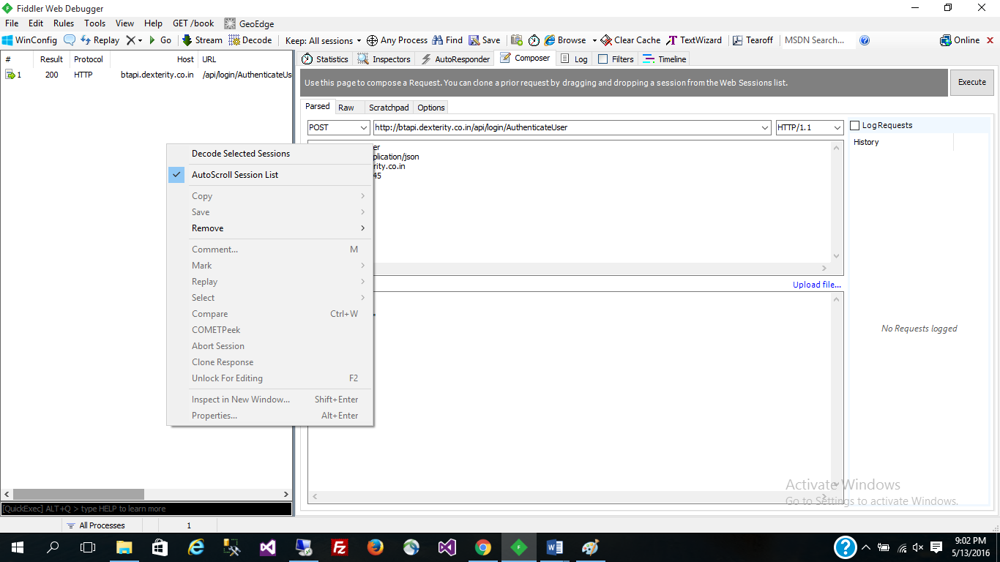 Fiddler Web Debugger
File Edit Rules Tools View Help GET /book GeoEdge
WinConfig Replay Go Stream Decode Keep: All sessions Any Process Find Save Browse Clear Cache TextWizard Tearoff MSDN Search... Online
# Result Protocol Host URL
1 200 HTTP btapi.dexterity.co.in /api/login/AuthenticateUs
Statistics Inspectors AutoResponder Composer Log Filters Timeline
Use this page to compose a Request. You can clone a prior request by dragging and dropping a session from the Web Sessions list.
Execute
Parsed Raw Scratchpad Options
POST http://btapi.dexterity.co.in/api/login/AuthenticateUser HTTP/1.1
Log Requests
History
er
plication/json
rity.co.in
45
Decode Selected Sessions
AutoScroll Session List
Copy
Save
Remove
Comment... M
Mark
Replay
Select
Compare Ctrl+W
COMETPeek
Abort Session
Clone Response
Unlock For Editing F2
Inspect in New Window... Shift+Enter
Properties... Alt+Enter
Upload file...
No Requests logged
Activate Windows
Go to Settings to activate Windows.
[QuickExec] ALT+Q > type HELP to learn more
All Processes 1
9:02 PM
5/13/2016